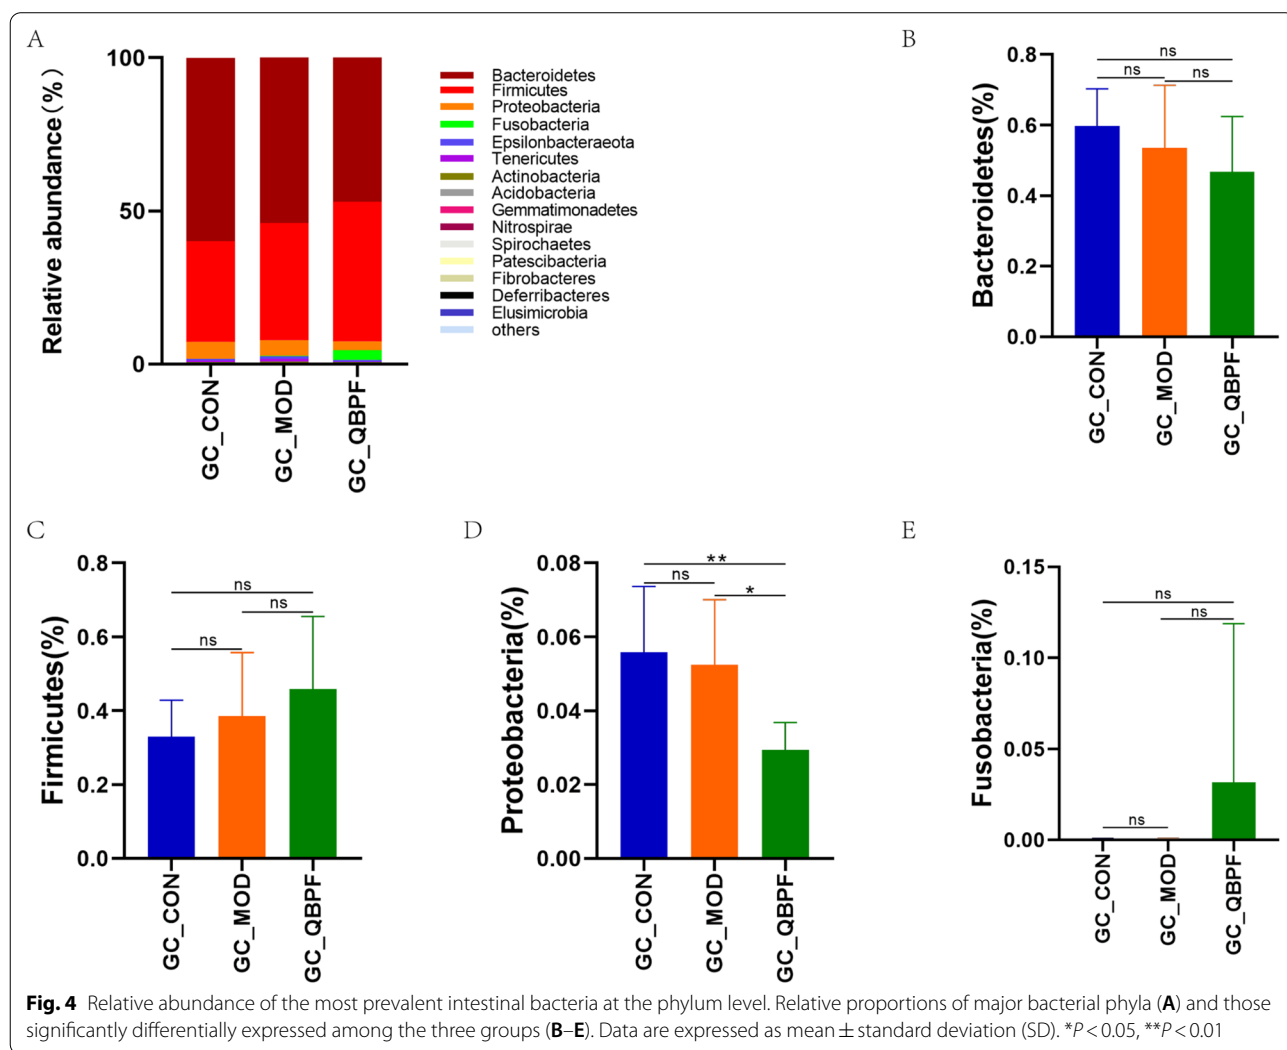 A
Relative abundance(%)
100
50
0
GC_CON
GC_MOD
GC_QBPF
Bacteroidetes
Firmicutes
Proteobacteria
Fusobacteria
Epsilonbacteraeota
Tenericutes
Actinobacteria
Acidobacteria
Gemmatimonadetes
Nitrospirae
Spirochaetes
Patescibacteria
Fibrobacteres
Deferribacteres
Elusimicrobia
others
B
Bacteroidetes(%)
0.8
0.6
0.4
0.2
0.0
ns
ns
ns
GC_CON
GC_MOD
GC_QBPF
C
Firmicutes(%)
0.8
0.6
0.4
0.2
0.0
ns
ns
ns
GC_CON
GC_MOD
GC_QBPF
D
Proteobacteria(%)
0.08
0.06
0.04
0.02
0.00
**
ns
*
GC_CON
GC_MOD
GC_QBPF
E
Fusobacteria(%)
0.15
0.10
0.05
0.00
ns
ns
ns
GC_CON
GC_MOD
GC_QBPF
Fig. 4 Relative abundance of the most prevalent intestinal bacteria at the phylum level. Relative proportions of major bacterial phyla (A) and those
significantly differentially expressed among the three groups (B–E). Data are expressed as mean ± standard deviation (SD). *P < 0.05, **P < 0.01